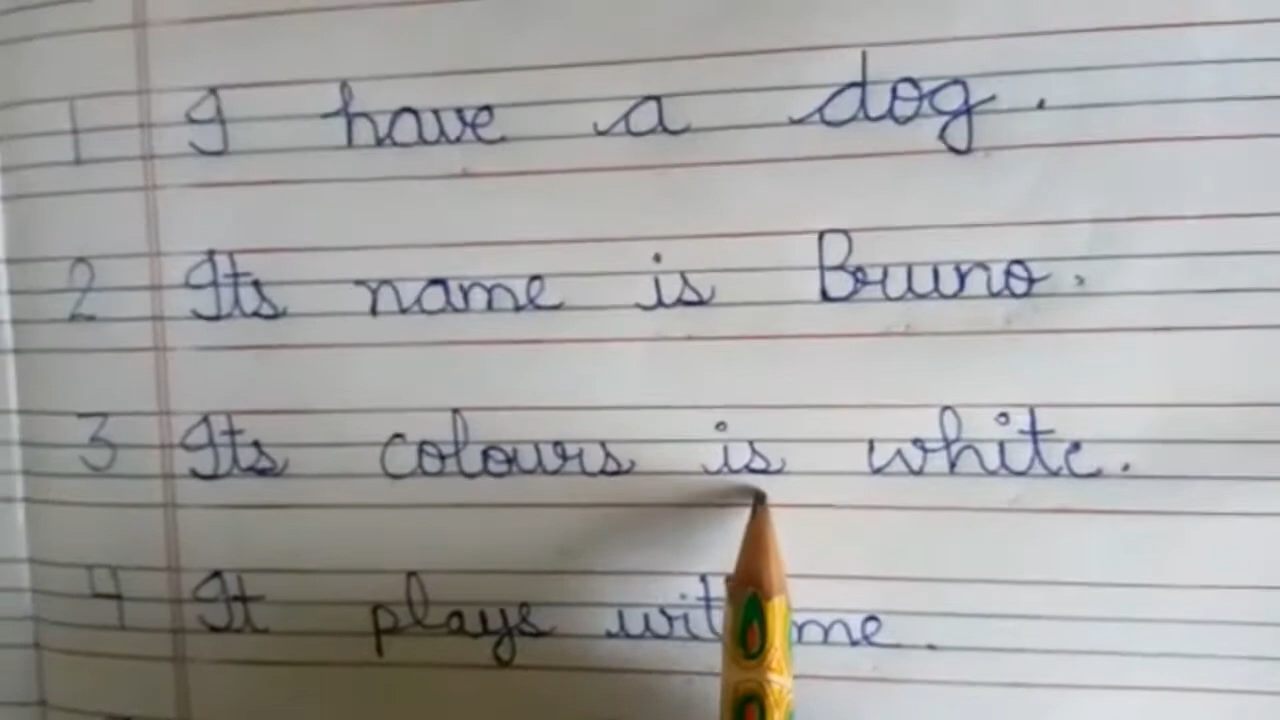 1 I have a dog.
2 Its name is Bruno.
3 Its colours is white.
4 It plays me.